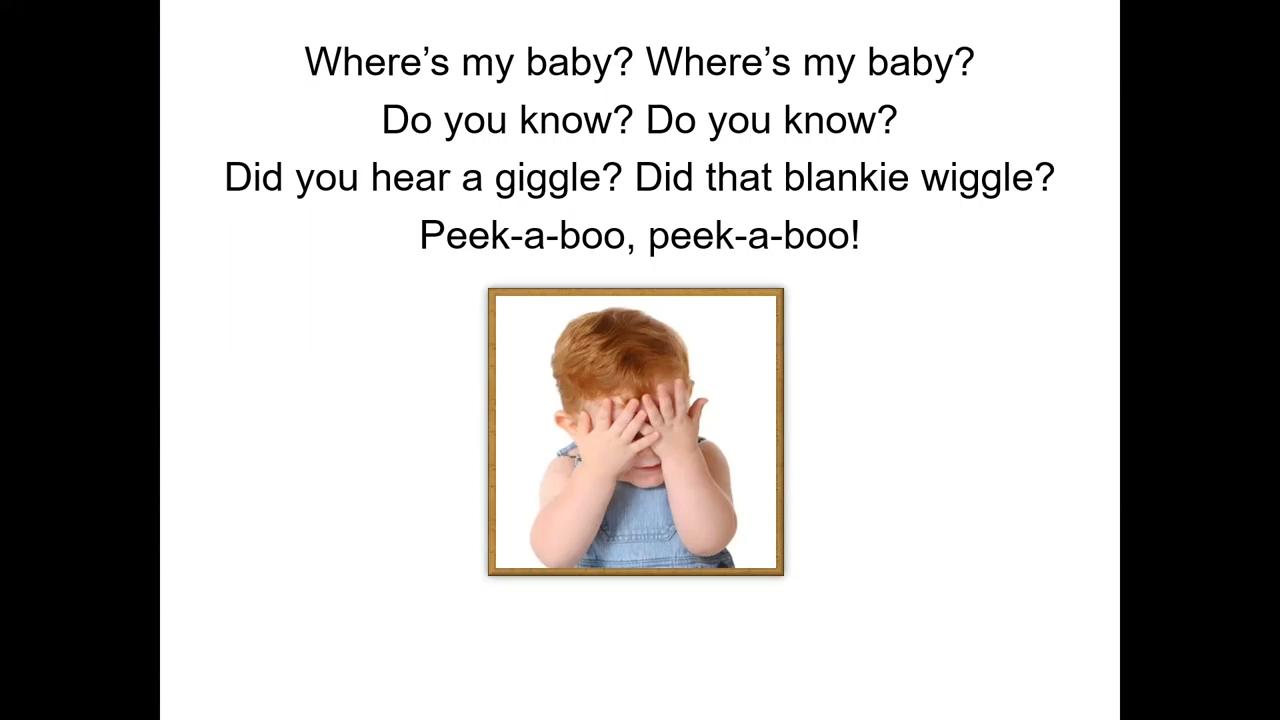 Where’s my baby? Where’s my baby?
Do you know? Do you know?
Did you hear a giggle? Did that blankie wiggle?
Peek-a-boo, peek-a-boo!